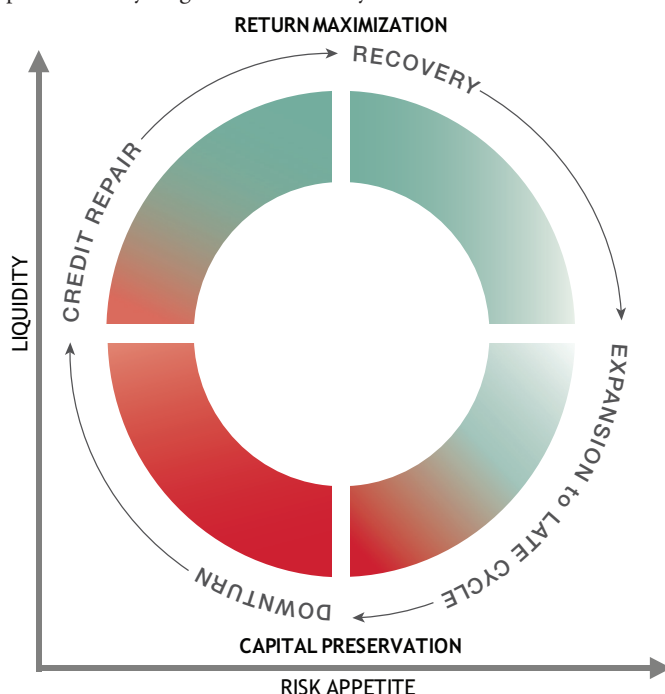 RETURN MAXIMIZATION
RECOVERY
CREDIT REPAIR
LIQUIDITY
EXPANSION to LATE CYCLE
DOWNTURN
CAPITAL PRESERVATION
RISK APPETITE